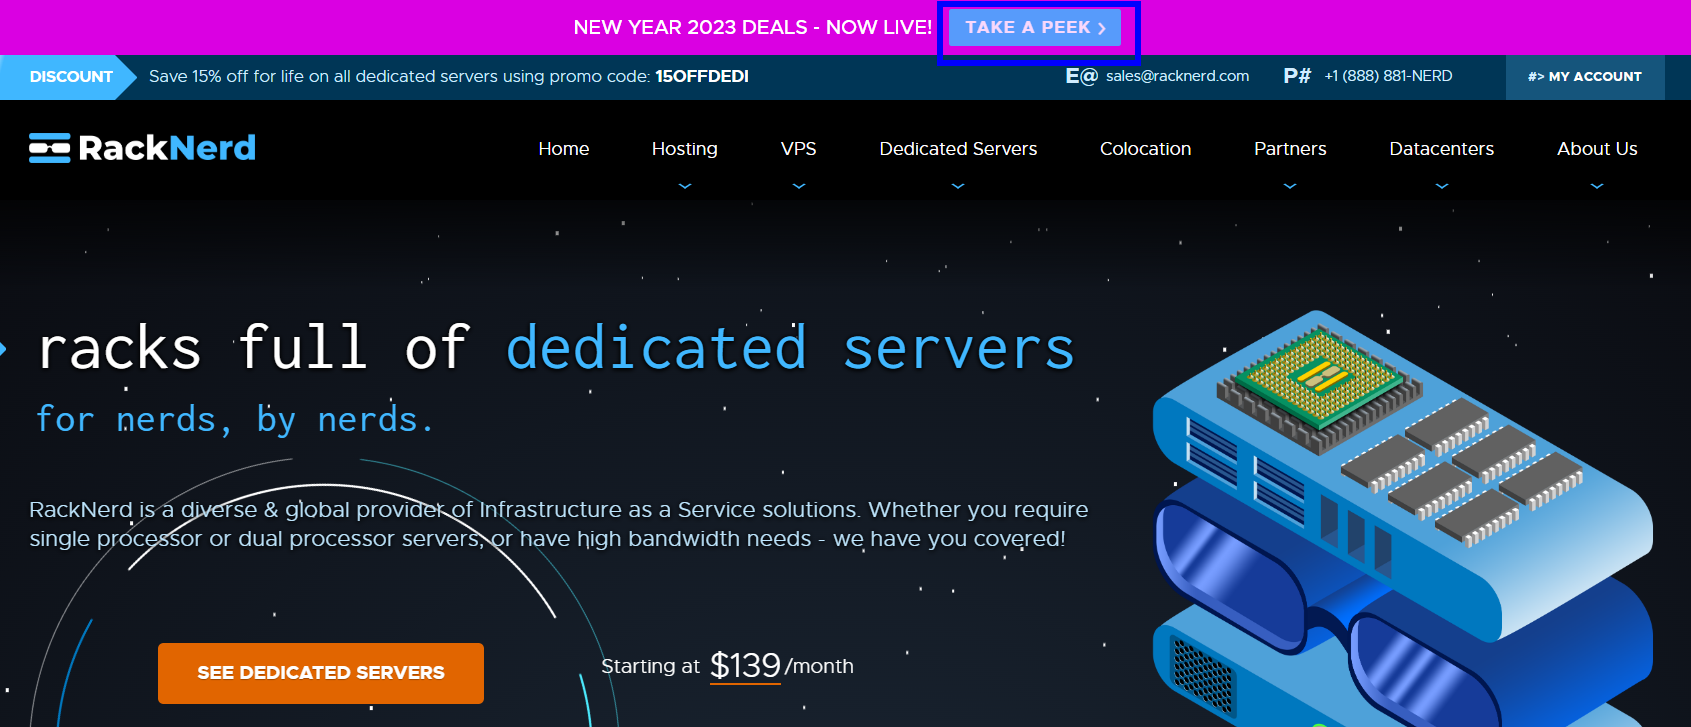 NEW YEAR 2023 DEALS - NOW LIVE! TAKE A PEEK
DISCOUNT Save 15% off for life on all dedicated servers using promo code: 15OFFDEDI E@ sales@racknerd.com P# +1 (888) 881-NERD #> MY ACCOUNT
RackNerd Home Hosting VPS Dedicated Servers Colocation Partners Datacenters About Us
racks full of dedicated servers
for nerds, by nerds.
RackNerd is a diverse & global provider of Infrastructure as a Service solutions. Whether you require
single processor or dual processor servers, or have high bandwidth needs - we have you covered!
SEE DEDICATED SERVERS Starting at $139/month